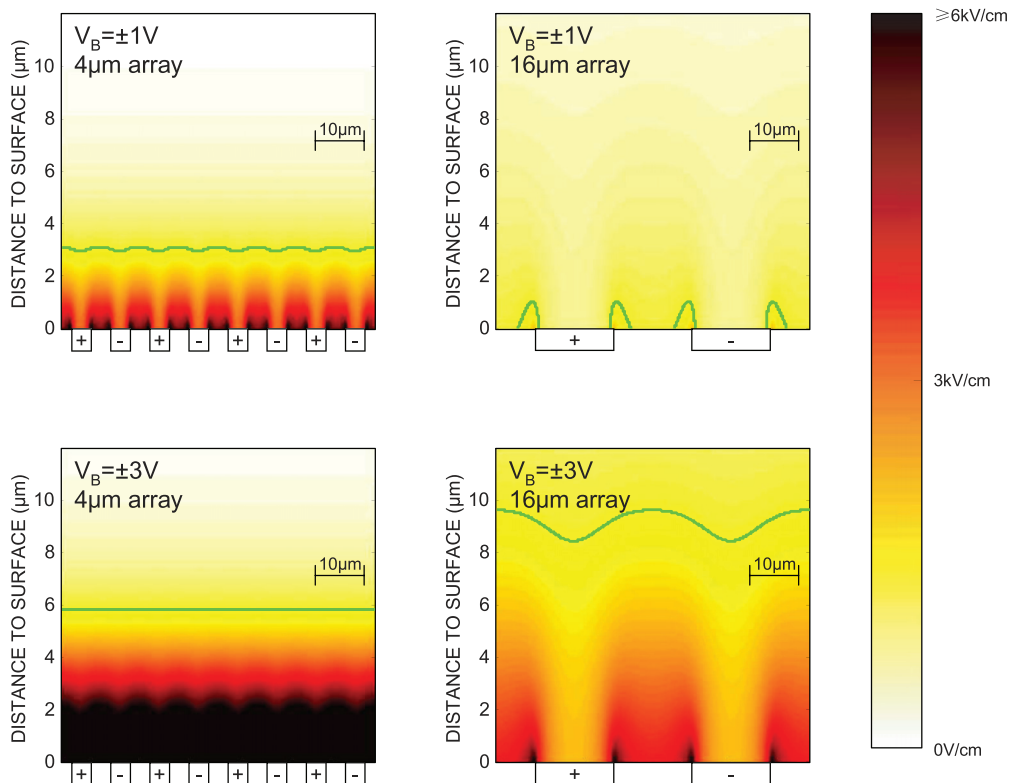 V_B=±1V
4µm array
10µm
DISTANCE TO SURFACE (µm)
10
8
6
4
2
0
+ - + - + - + -
V_B=±1V
16µm array
10µm
DISTANCE TO SURFACE (µm)
10
8
6
4
2
0
+ -
≥6kV/cm
3kV/cm
0V/cm
V_B=±3V
4µm array
10µm
DISTANCE TO SURFACE (µm)
10
8
6
4
2
0
+ - + - + - + -
V_B=±3V
16µm array
10µm
DISTANCE TO SURFACE (µm)
10
8
6
4
2
0
+ -